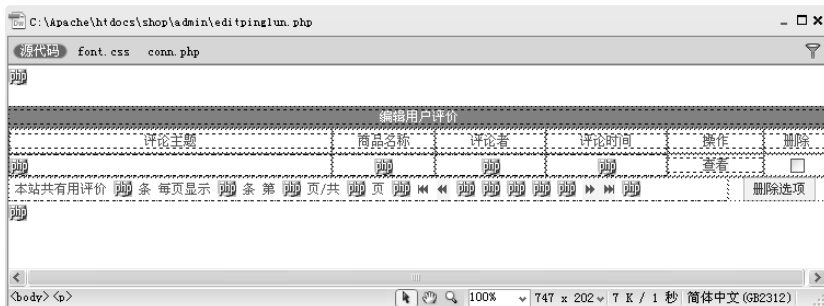 C:\Apache\htdocs\shop\admin\editpinglun.php
源代码 font.css conn.php
php
编辑用户评价
评论主题 商品名称 评论者 评论时间 操作 删除
php php php php 查看
本站共有用评价 php 条 每页显示 php 条 第 php 页/共 php 页 php php php php php php php 删除选项
php
<body> <p> 100% 747 x 202 7 K / 1 秒 简体中文(GB2312)